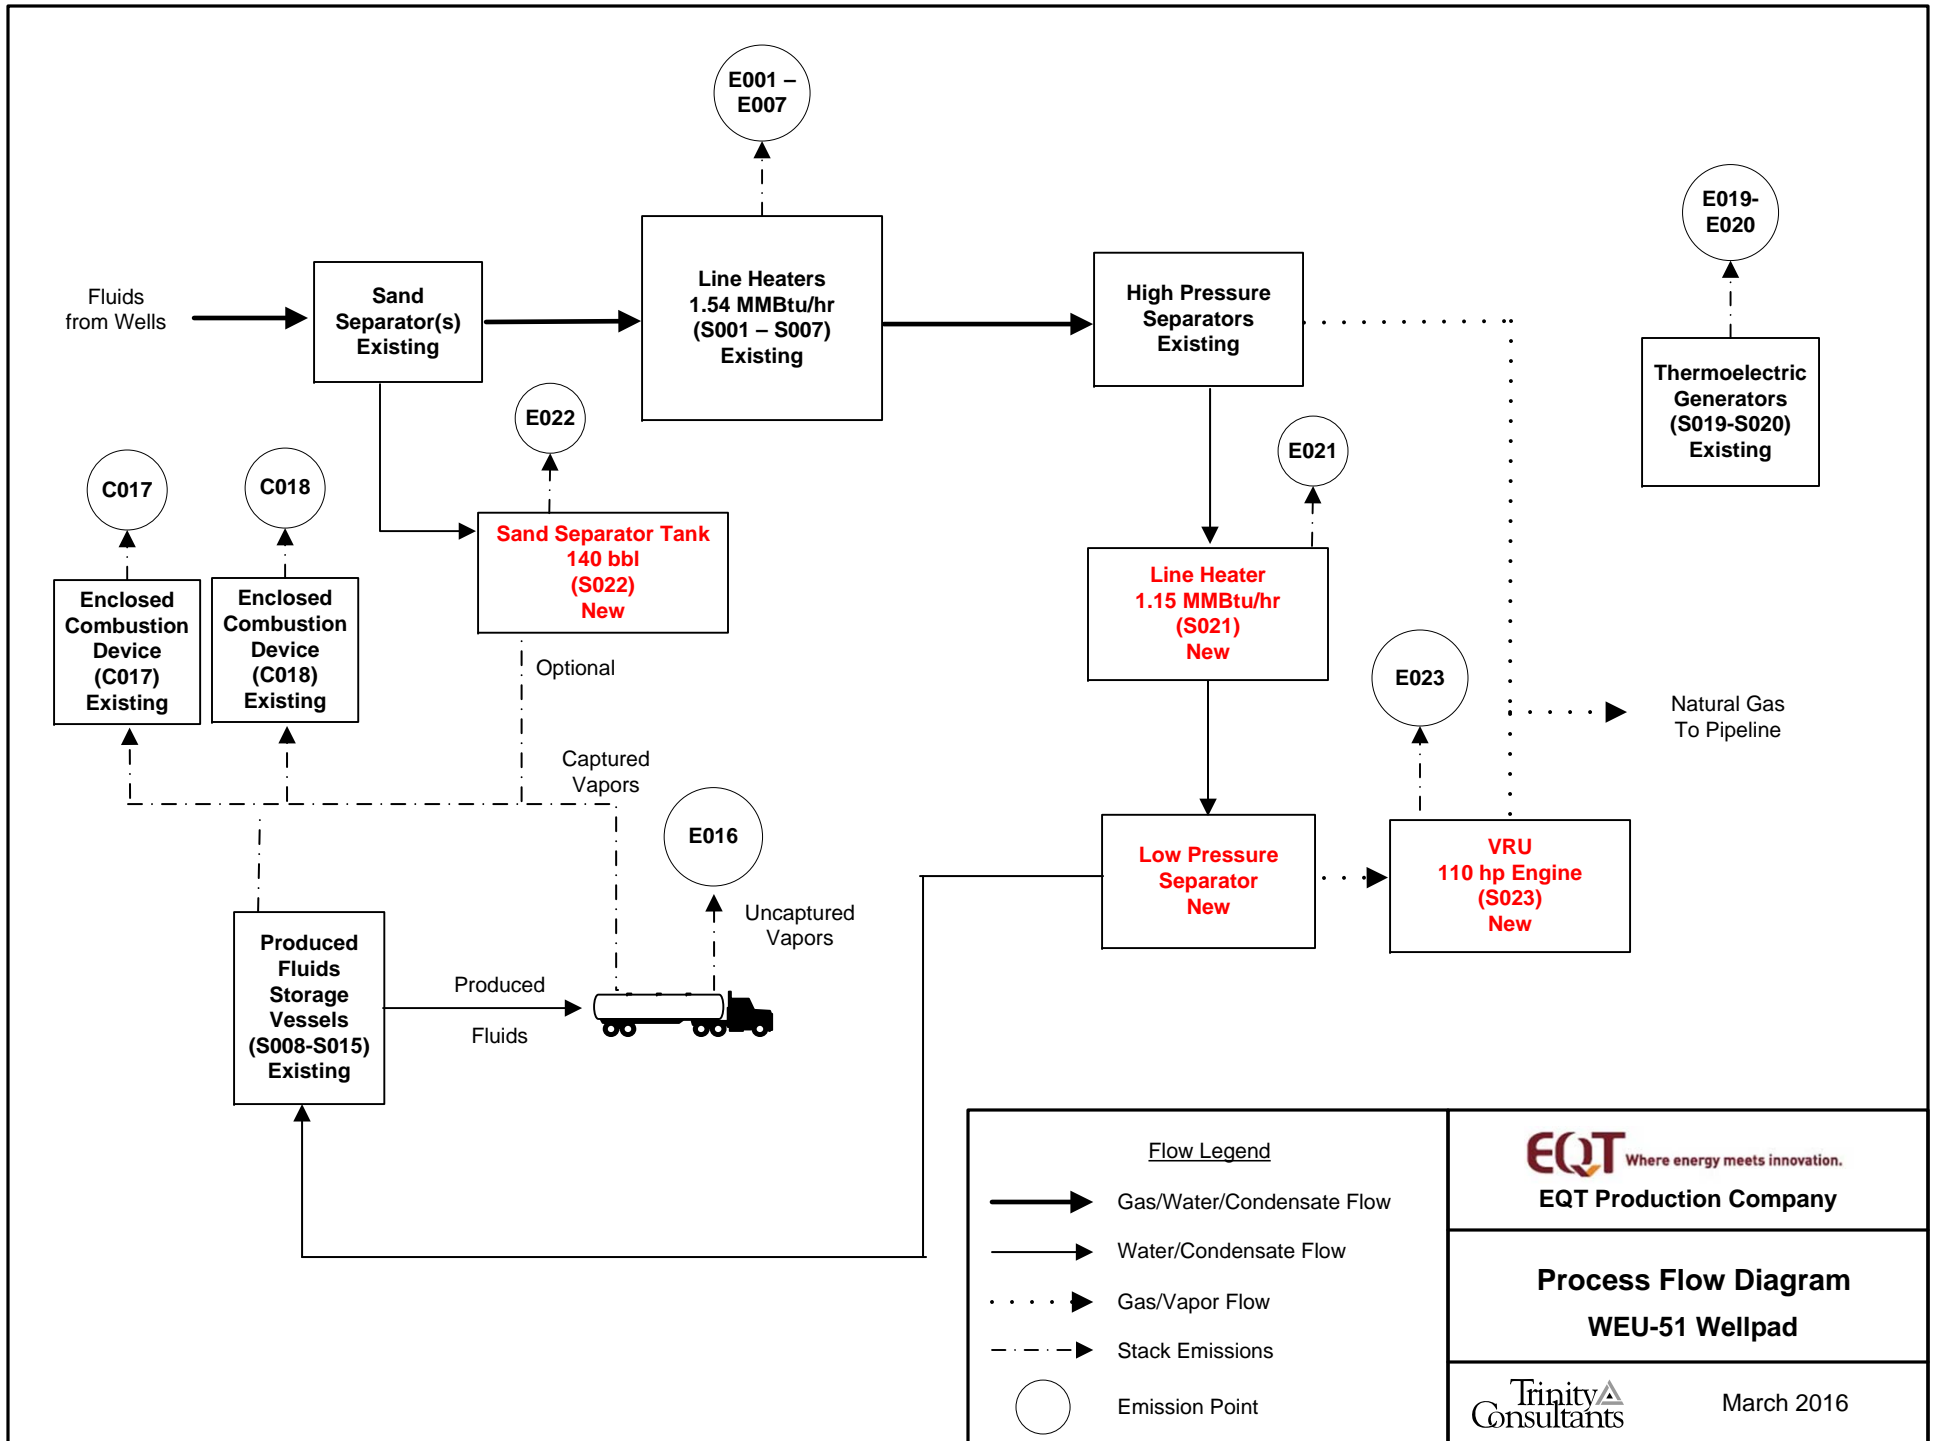 E001 –
E007
E019-
E020
Fluids
from Wells
Sand
Separator(s)
Existing
Line Heaters
1.54 MMBtu/hr
(S001 – S007)
Existing
High Pressure
Separators
Existing
Thermoelectric
Generators
(S019-S020)
Existing
E022
E021
C017
C018
Sand Separator Tank
140 bbl
(S022)
New
Enclosed
Combustion
Device
(C017)
Existing
Enclosed
Combustion
Device
(C018)
Existing
Line Heater
1.15 MMBtu/hr
(S021)
New
Optional
E023
Natural Gas
To Pipeline
Captured
Vapors
E016
Low Pressure
Separator
New
VRU
110 hp Engine
(S023)
New
Uncaptured
Vapors
Produced
Fluids
Storage
Vessels
(S008-S015)
Existing
Produced
Fluids
Flow Legend
Gas/Water/Condensate Flow
Water/Condensate Flow
Gas/Vapor Flow
Stack Emissions
Emission Point
EQT Where energy meets innovation.
EQT Production Company
Process Flow Diagram
WEU-51 Wellpad
Trinity
Consultants
March 2016